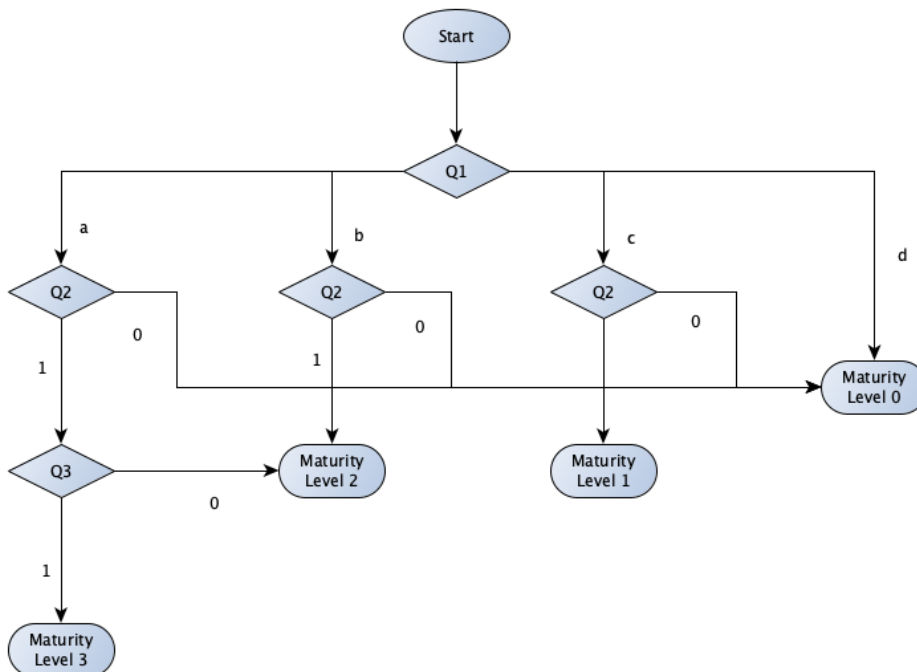 Start
Q1
a
b
c
d
Q2
Q2
Q2
0
0
0
1
1
Maturity
Level 0
Q3
Maturity
Level 2
Maturity
Level 1
0
1
Maturity
Level 3